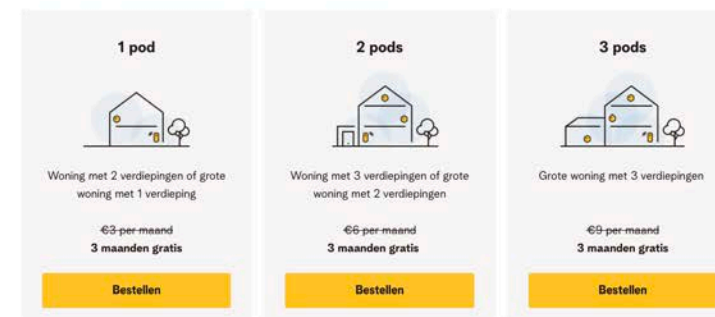 1 pod
Woning met 2 verdiepingen of grote
woning met 1 verdieping
€3 per maand
3 maanden gratis
Bestellen
2 pods
Woning met 3 verdiepingen of grote
woning met 2 verdiepingen
€6 per maand
3 maanden gratis
Bestellen
3 pods
Grote woning met 3 verdiepingen
€9 per maand
3 maanden gratis
Bestellen